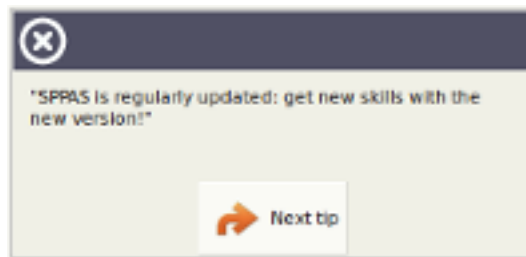 "SPPAS is regularly updated: get new skills with the
new version!"
Next tip